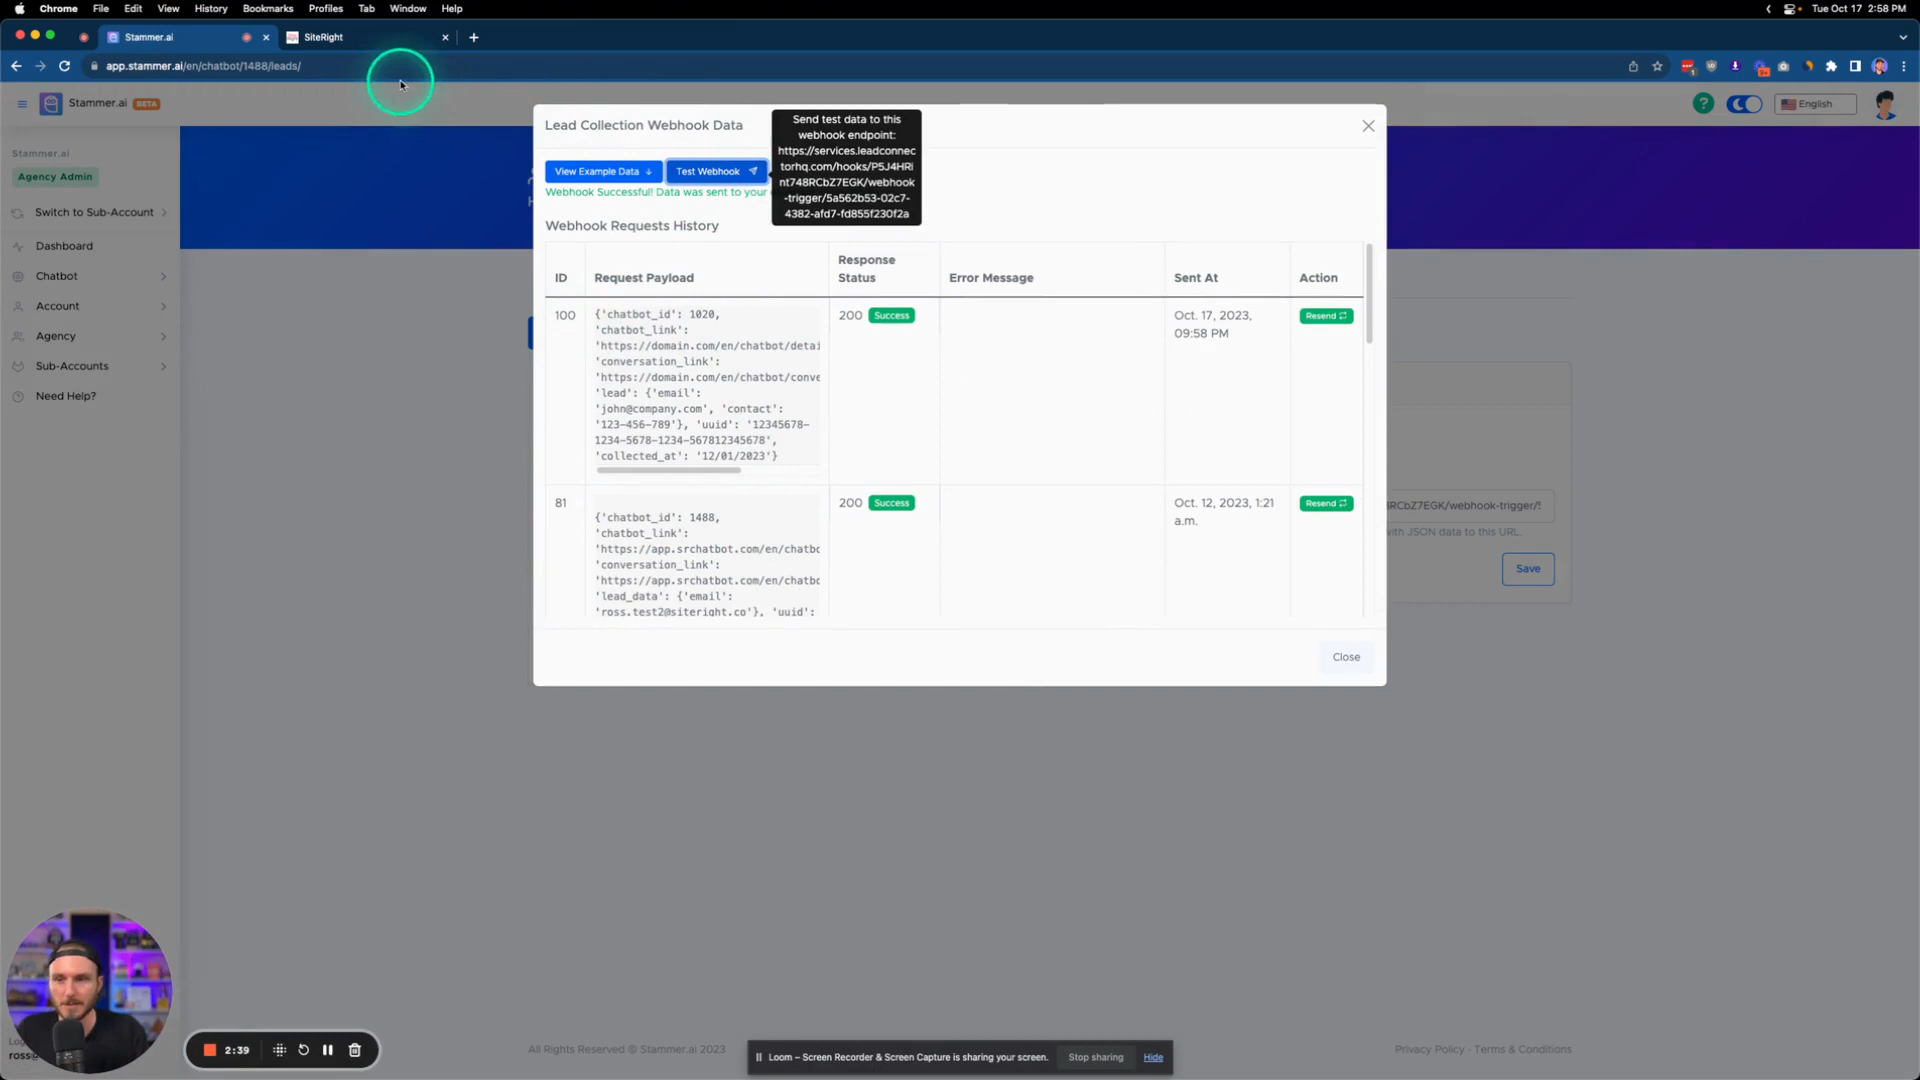 Chrome File Edit View History Bookmarks Profiles Tab Window Help
Tue Oct 17 2:58 PM
Stammer.ai
SiteRight
app.stammer.ai/en/chatbot/1488/leads/
Stammer.ai BETA
English
Stammer.ai
Agency Admin
Switch to Sub-Account
Dashboard
Chatbot
Account
Agency
Sub-Accounts
Need Help?
Lead Collection Webhook Data
View Example Data
Test Webhook
Webhook Successful! Data was sent to your
Send test data to this
webhook endpoint:
https://services.leadconnec
torhq.com/hooks/P5J4HRi
nt748RCbZ7EGK/webhook
-trigger/5a562b53-02c7-
4382-afd7-fd855f230f2a
Webhook Requests History
ID Request Payload Response Status Error Message Sent At Action
100
{'chatbot_id': 1020,
'chatbot_link':
'https://domain.com/en/chatbot/detai
'conversation_link':
'https://domain.com/en/chatbot/conve
'lead': {'email':
'john@company.com', 'contact':
'123-456-789'}, 'uuid': '12345678-
1234-5678-1234-567812345678',
'collected_at': '12/01/2023'}
200 Success
Oct. 17, 2023,
09:58 PM
Resend
81
{'chatbot_id': 1488,
'chatbot_link':
'https://app.srchatbot.com/en/chatbo
'conversation_link':
'https://app.srchatbot.com/en/chatbo
'lead_data': {'email':
'ross.test2@siteright.co'}, 'uuid':
200 Success
Oct. 12, 2023, 1:21
a.m.
Resend
Close
RCbZ7EGK/webhook-trigger/5
with JSON data to this URL.
Save
2:39
All Rights Reserved © Stammer.ai 2023
Loom – Screen Recorder & Screen Capture is sharing your screen.
Stop sharing
Hide
Privacy Policy - Terms & Conditions